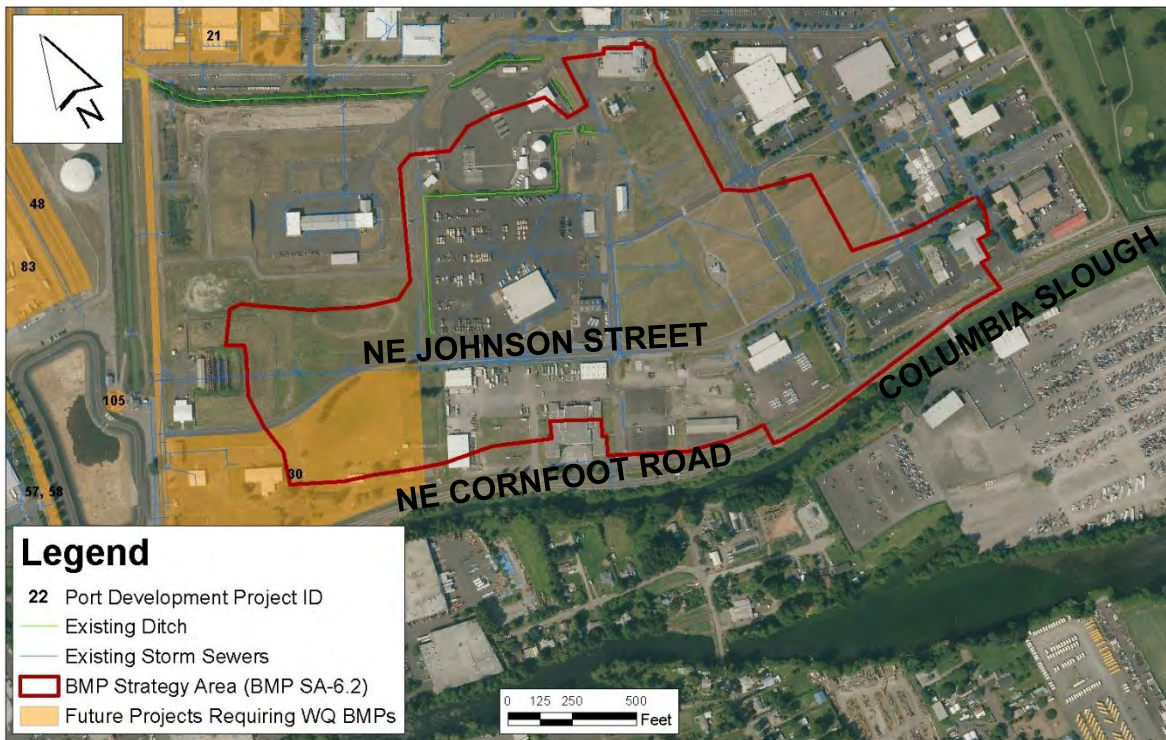 21
N
48
83
NE JOHNSON STREET
COLUMBIA SLOUGH
105
30
NE CORNFOOT ROAD
57, 58
Legend
22 Port Development Project ID
Existing Ditch
Existing Storm Sewers
BMP Strategy Area (BMP SA-6.2)
Future Projects Requiring WQ BMPs
0 125 250 500
Feet